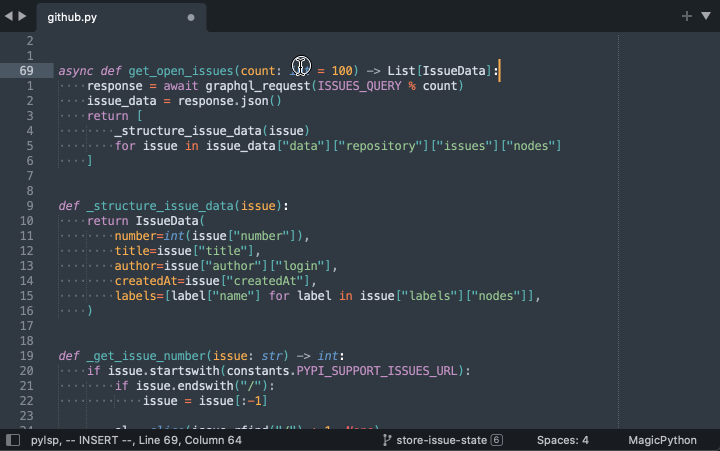 github.py
2
1
69 async def get_open_issues(count: = 100) -> List[IssueData]:
1 response = await graphql_request(ISSUES_QUERY % count)
2 issue_data = response.json()
3 return [
4 _structure_issue_data(issue)
5 for issue in issue_data["data"]["repository"]["issues"]["nodes"]
6 ]
7
8
9 def _structure_issue_data(issue):
10 return IssueData(
11 number=int(issue["number"]),
12 title=issue["title"],
13 author=issue["author"]["login"],
14 createdAt=issue["createdAt"],
15 labels=[label["name"] for label in issue["labels"]["nodes"]],
16 )
17
18
19 def _get_issue_number(issue: str) -> int:
20 if issue.startswith(constants.PYPI_SUPPORT_ISSUES_URL):
21 if issue.endswith("/"):
22 issue = issue[:-1]
23
pylsp, -- INSERT --, Line 69, Column 64 store-issue-state 6 Spaces: 4 MagicPython